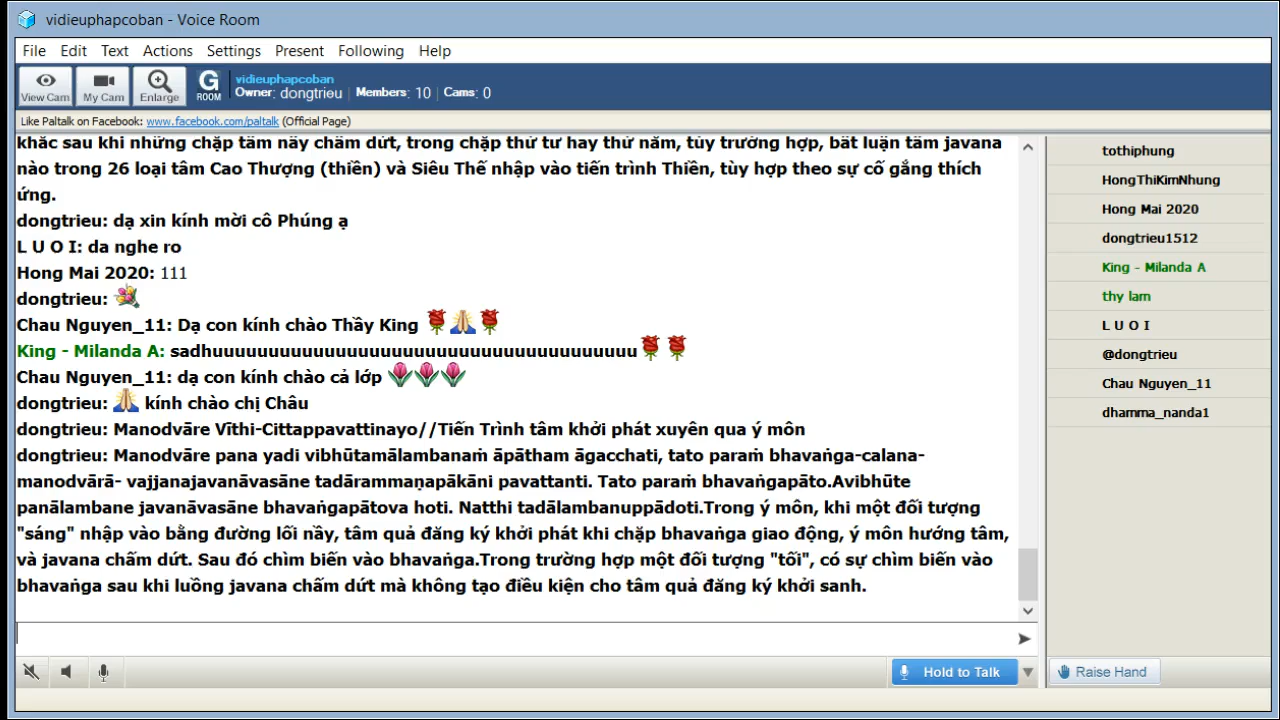 vidieuphapcoban - Voice Room
File Edit Text Actions Settings Present Following Help
View Cam My Cam Enlarge G ROOM vidieuphapcoban
Owner: dongtrieu Members: 10 Cams: 0
Like Paltalk on Facebook: www.facebook.com/paltalk (Official Page)
khắc sau khi những chặp tâm nầy chấm dứt, trong chặp thứ tư hay thứ năm, tùy trường hợp, bất luận tâm javana
nào trong 26 loại tâm Cao Thượng (thiền) và Siêu Thế nhập vào tiến trình Thiền, tùy hợp theo sự cố gắng thích
ứng.
dongtrieu: dạ xin kính mời cô Phúng ạ
L U O I: da nghe ro
Hong Mai 2020: 111
dongtrieu:
Chau Nguyen_11: Dạ con kính chào Thầy King
King - Milanda A: sadhuuuuuuuuuuuuuuuuuuuuuuuuuuuuuuuuuuuuuu
Chau Nguyen_11: dạ con kính chào cả lớp
dongtrieu: kính chào chị Châu
dongtrieu: Manodvāre Vīthi-Cittappavattinayo//Tiến Trình tâm khởi phát xuyên qua ý môn
dongtrieu: Manodvāre pana yadi vibhūtamālambanaṁ āpātham āgacchati, tato paraṁ bhavaṅga-calana-
manodvārā- vajjanajavanāvasāne tadārammaṇapākāni pavattanti. Tato paraṁ bhavaṅgapāto.Avibhūte
panālambane javanāvasāne bhavaṅgapātova hoti. Natthi tadālambanuppādoti.Trong ý môn, khi một đối tượng
"sáng" nhập vào bằng đường lối nầy, tâm quả đăng ký khởi phát khi chặp bhavaṅga giao động, ý môn hướng tâm,
và javana chấm dứt. Sau đó chìm biến vào bhavaṅga.Trong trường hợp một đối tượng "tối", có sự chìm biến vào
bhavaṅga sau khi luồng javana chấm dứt mà không tạo điều kiện cho tâm quả đăng ký khởi sanh.
Hold to Talk
tothiphung
HongThiKimNhung
Hong Mai 2020
dongtrieu1512
King - Milanda A
thy lam
L U O I
@dongtrieu
Chau Nguyen_11
dhamma_nanda1
Raise Hand